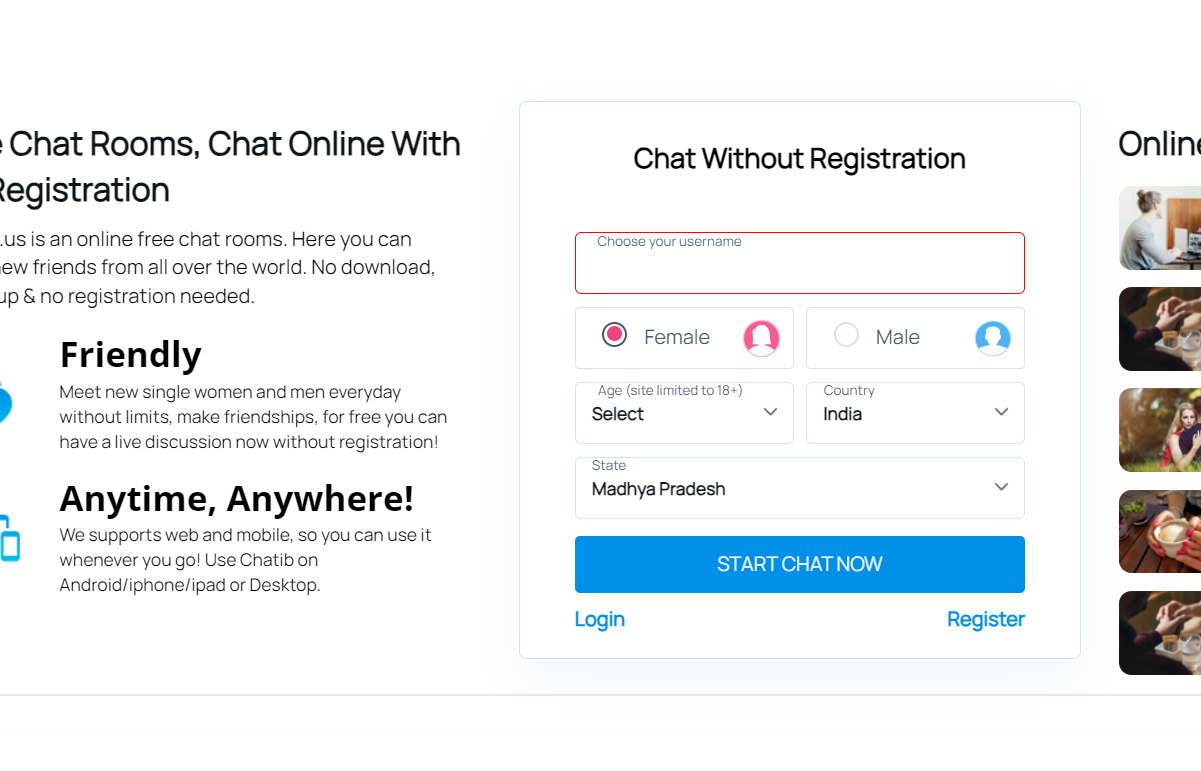 Chat Rooms, Chat Online With
Registration
.us is an online free chat rooms. Here you can
new friends from all over the world. No download,
up & no registration needed.
Friendly
Meet new single women and men everyday
without limits, make friendships, for free you can
have a live discussion now without registration!
Anytime, Anywhere!
We supports web and mobile, so you can use it
whenever you go! Use Chatib on
Android/iphone/ipad or Desktop.
Chat Without Registration
Choose your username
Female
Male
Age (site limited to 18+)
Country
Select
India
State
Madhya Pradesh
START CHAT NOW
Login
Register
Online